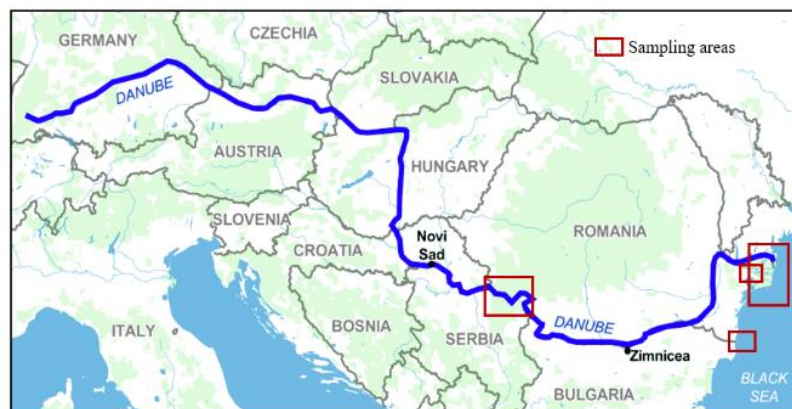 CZECHIA
GERMANY
Sampling areas
SLOVAKIA
DANUBE
AUSTRIA
HUNGARY
SLOVENIA
ROMANIA
CROATIA
Novi
Sad
BOSNIA
DANUBE
ITALY
SERBIA
Zimnicea
BLACK
SEA
BULGARIA